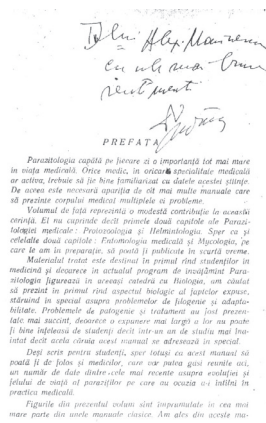 D-lui Alex. Marinescu
cu cele mai bune
PREFAȚĂ
Parazitologia capătă pe fiecare zi o importanță tot mai mare
în viața medicală. Orice medic, în oricare specialitate medicală
ar activa, trebuie să fie bine familiarizat cu datele acestei științe.
De aceea este necesară apariția de cît mai multe manuale care
să prezinte corpului medical multiplele ei probleme.
Volumul de față reprezintă o modestă contribuție în această
cerință. El nu cuprinde decît primele două capitole ale Parazi-
tologiei medicale: Protozoologia și Helmintologia. Sper ca și
celelalte două capitole: Entomologia medicală și Mycologia, pe
care le am în preparație, să poată fi publicate în scurtă vreme.
Materialul tratat este destinat în primul rînd studenților în
medicină și deoarece în actualul program de învățămînt Para-
zitologia figurează în aceeași catedră cu Biologia, am căutat
să prezint în primul rînd aspectul biologic al faptelor expuse,
stăruind în special asupra problemelor de filogenie și adapta-
bilitate. Problemele de patogenie și tratament au fost prezen-
tate mai succint, deoarece o expunere mai largă a lor nu poate
fi bine înțeleasă de studenți decît într-un an de studiu mai îna-
intat decît acela căruia acest manual se adresează în special.
Deși scris pentru studenți, sper totuși ca acest manual să
poată fi de folos și medicilor, care vor putea găsi reunite aci,
un număr de date dintre cele mai recente asupra evoluției și
felului de viață al paraziților pe care au ocazia a-i întîlni în
practica medicală.
Figurile din prezentul volum sînt împrumutate în cea mai
mare parte din unele manuale clasice. Am ales din aceste ma-